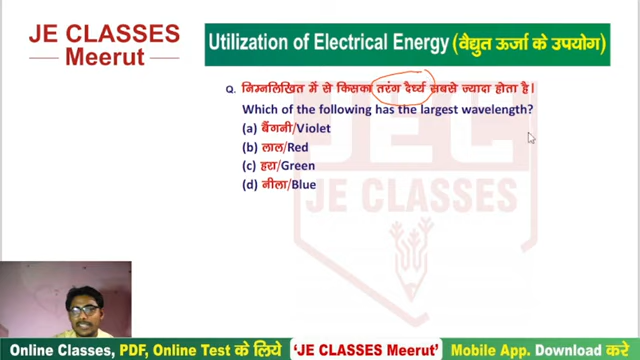 JE CLASSES
Meerut
Utilization of Electrical Energy (वैद्युत ऊर्जा के उपयोग)
Q. निम्नलिखित में से किसका तरंग दैर्ध्य सबसे ज्यादा होता है।
Which of the following has the largest wavelength?
(a) बैंगनी/Violet
(b) लाल/Red
(c) हरा/Green
(d) नीला/Blue
JEC
JE CLASSES
Online Classes, PDF, Online Test के लिये 'JE CLASSES Meerut' Mobile App. Download करे